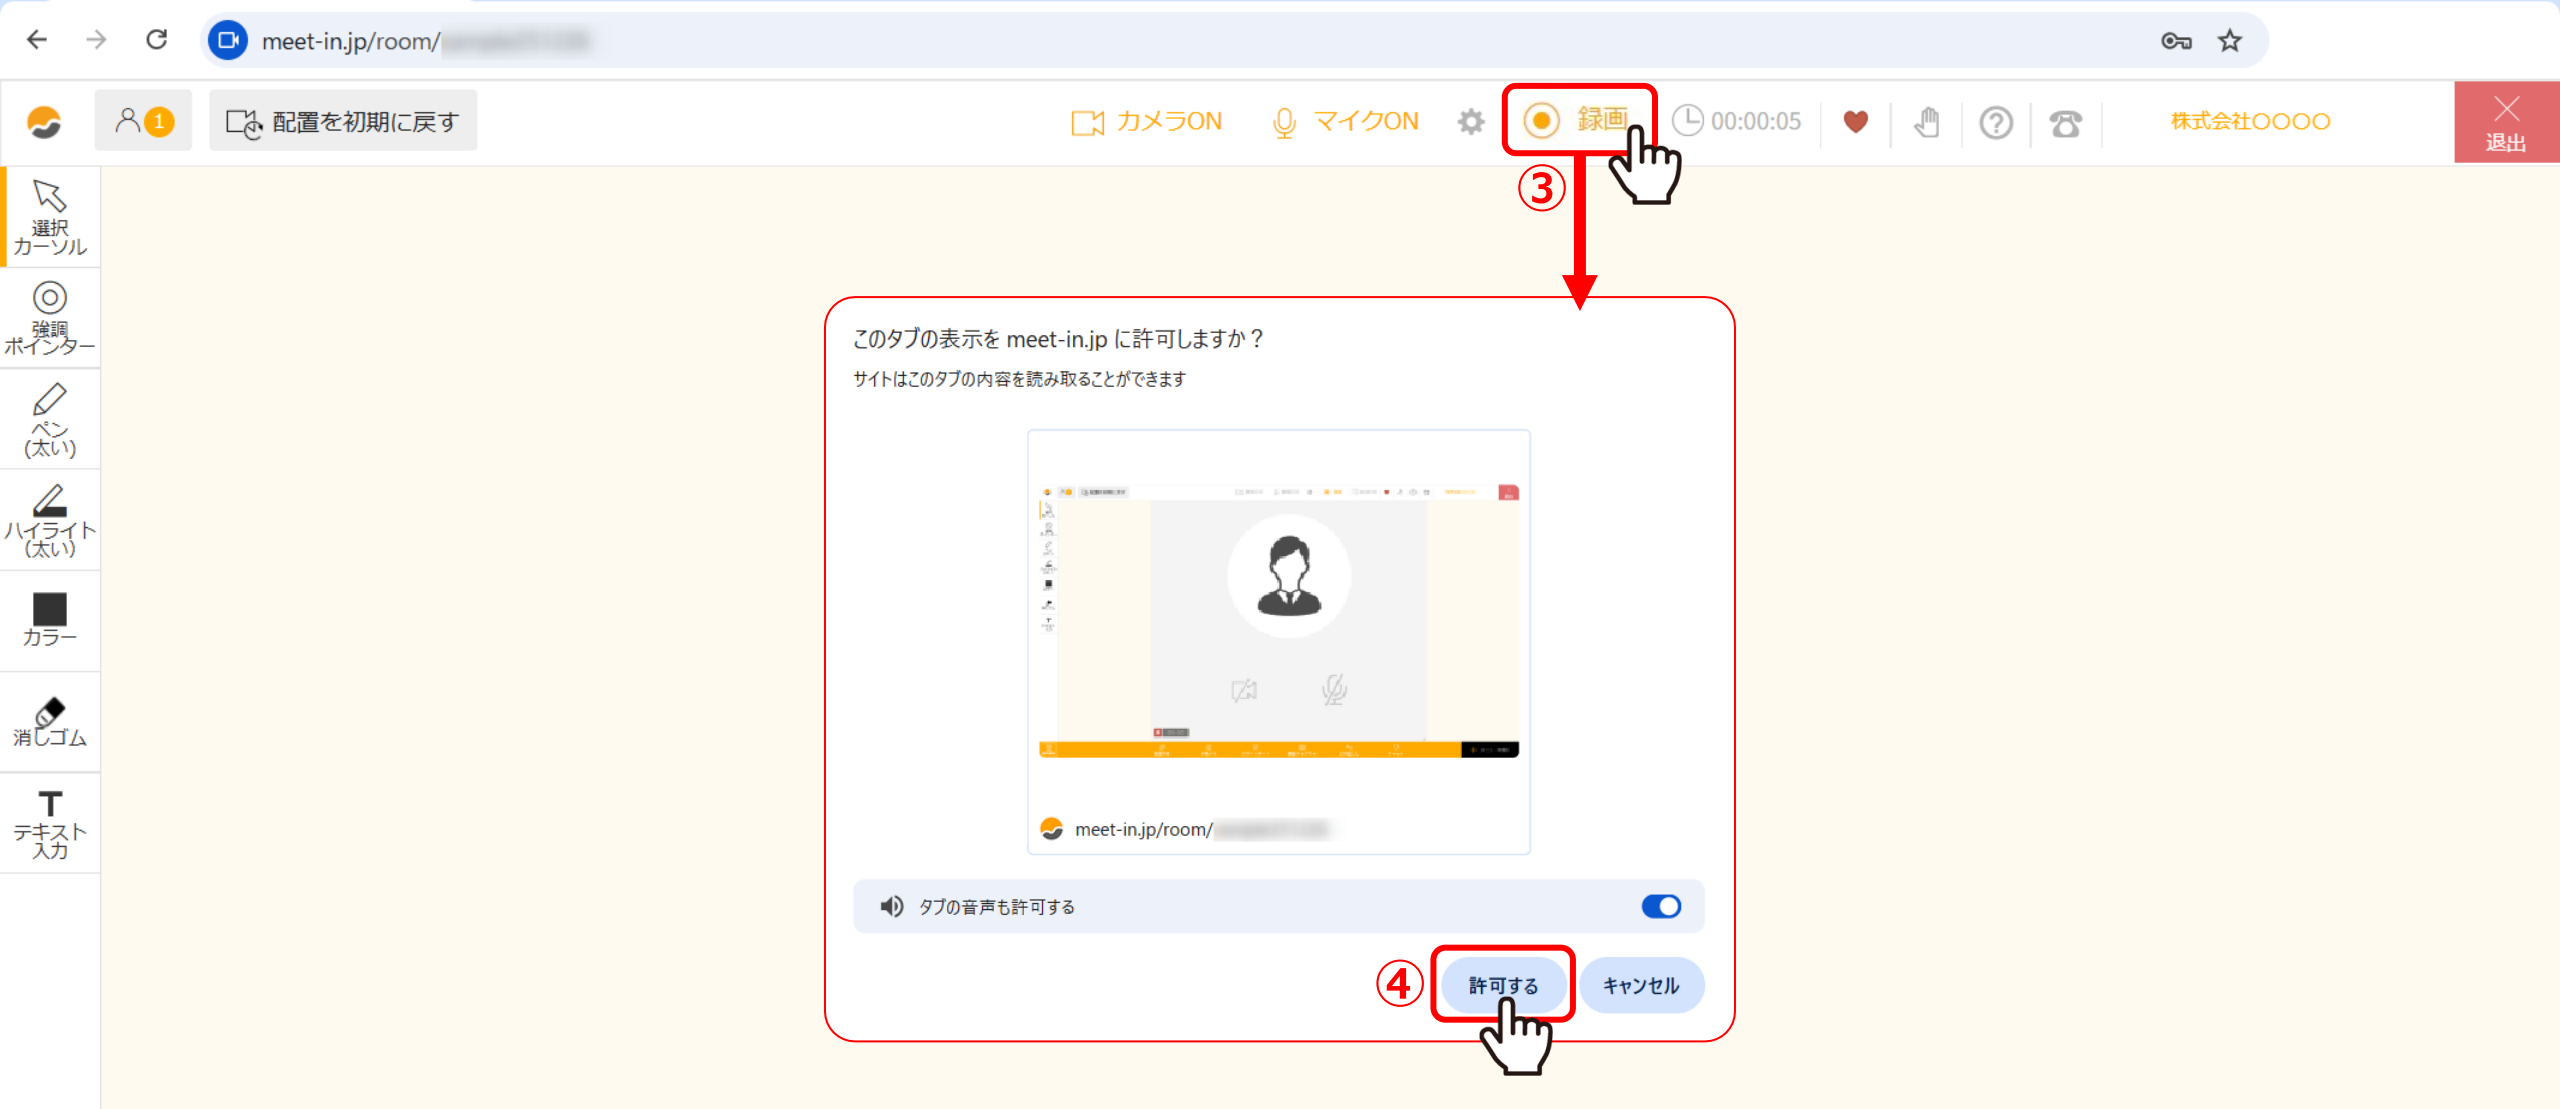 meet-in.jp/room/
1
配置を初期に戻す
カメラON
マイクON
録画
00:00:05
株式会社〇〇〇〇
退出
③
選択
カーソル
強調
ポインター
ペン
(太い)
ハイライト
(太い)
カラー
消しゴム
T
テキスト
入力
このタブの表示を meet-in.jp に許可しますか？
サイトはこのタブの内容を読み取ることができます
meet-in.jp/room/
タブの音声も許可する
④
許可する
キャンセル